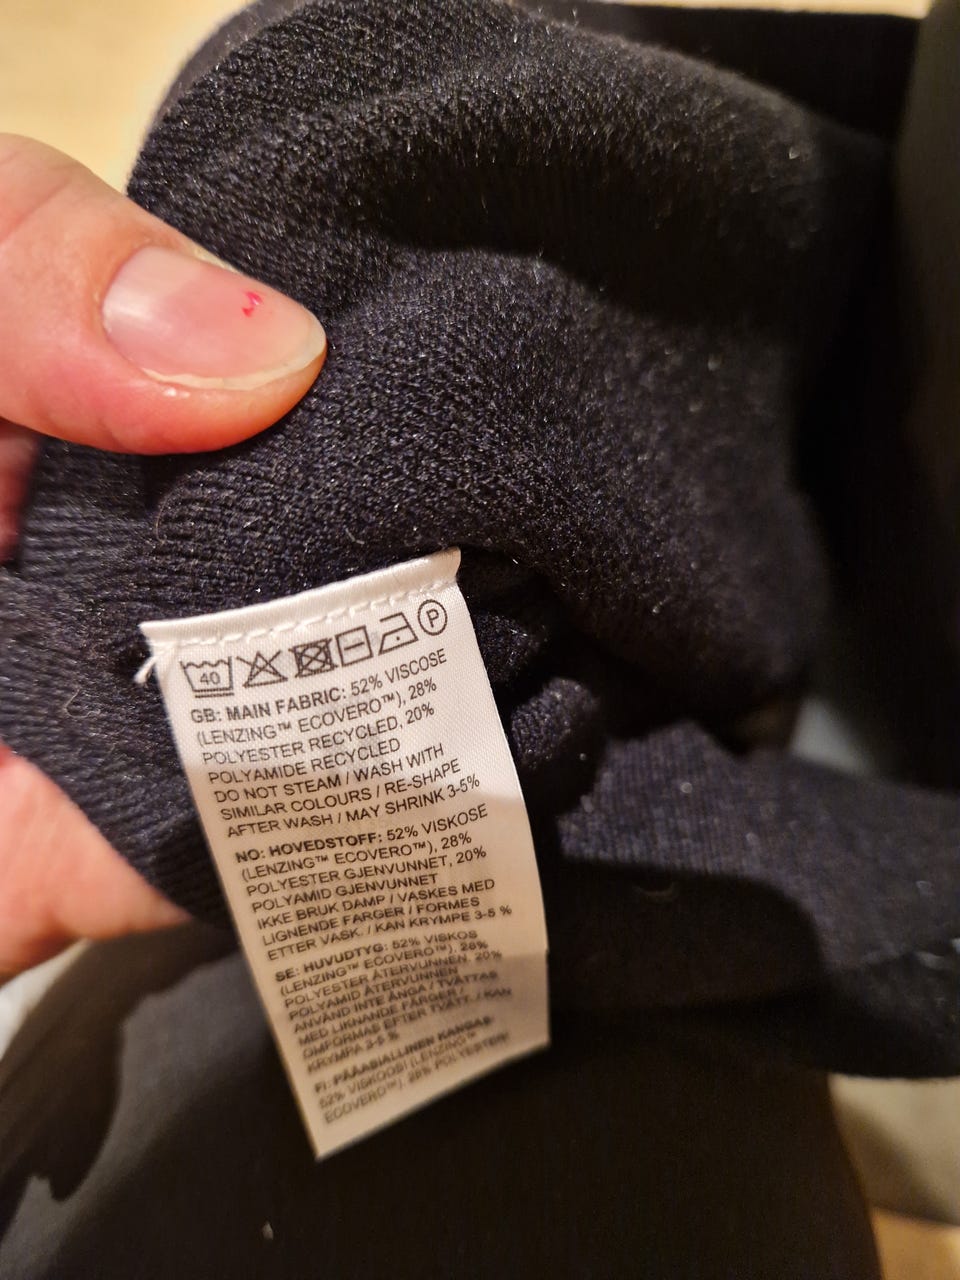 40 P
GB: MAIN FABRIC: 52% VISCOSE
(LENZING™ ECOVERO™), 28%
POLYESTER RECYCLED, 20%
POLYAMIDE RECYCLED
DO NOT STEAM / WASH WITH
SIMILAR COLOURS / RE-SHAPE
AFTER WASH / MAY SHRINK 3-5%
NO: HOVEDSTOFF: 52% VISKOSE
(LENZING™ ECOVERO™), 28%
POLYESTER GJENVUNNET, 20%
POLYAMID GJENVUNNET
IKKE BRUK DAMP / VASKES MED
LIGNENDE FARGER / FORMES
ETTER VASK. / KAN KRYMPE 3-5 %
SE: HUVUDTYG: 52% VISKOS
(LENZING™ ECOVERO™), 28%
POLYESTER ÅTERVUNNEN, 20%
POLYAMID ÅTERVUNNEN
ANVÄND INTE ÅNGA / TVÄTTAS
MED LIKNANDE FÄRGER /
OMFORMAS EFTER TVÄTT. / KAN
KRYMPA 3-5 %
FI: PÄÄASIALLINEN KANGAS:
52% VISKOOSI (LENZING™
ECOVERO™), 28% POLYESTERI